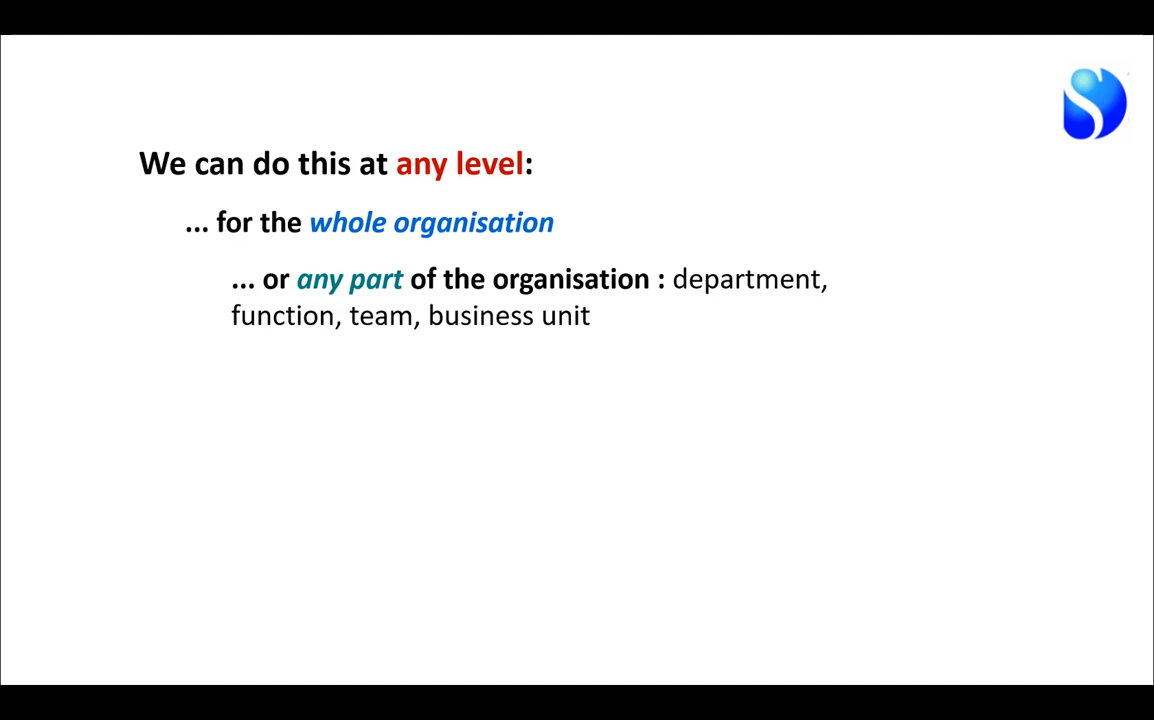 We can do this at any level:
... for the whole organisation
... or any part of the organisation : department,
function, team, business unit